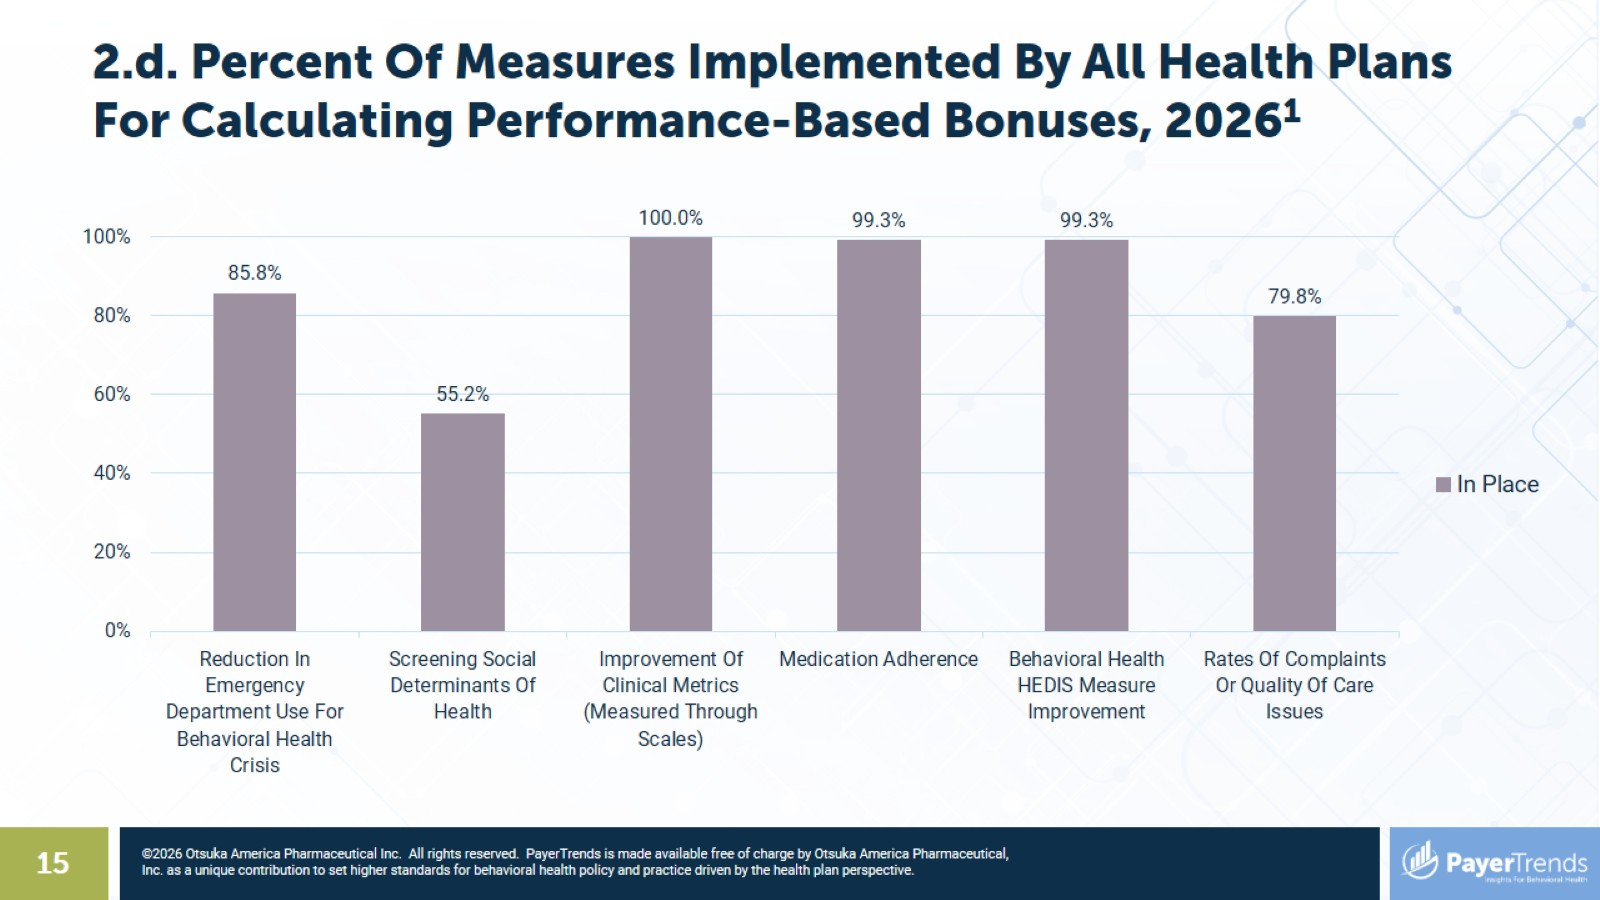 2.d. Percent Of Measures Implemented By All Health Plans
For Calculating Performance-Based Bonuses, 2026¹
100%
80%
60%
40%
20%
0%
85.8%
55.2%
100.0%
99.3%
99.3%
79.8%
Reduction In
Emergency
Department Use For
Behavioral Health
Crisis
Screening Social
Determinants Of
Health
Improvement Of
Clinical Metrics
(Measured Through
Scales)
Medication Adherence
Behavioral Health
HEDIS Measure
Improvement
Rates Of Complaints
Or Quality Of Care
Issues
In Place
15
©2026 Otsuka America Pharmaceutical Inc. All rights reserved. PayerTrends is made available free of charge by Otsuka America Pharmaceutical,
Inc. as a unique contribution to set higher standards for behavioral health policy and practice driven by the health plan perspective.
PayerTrends
Insights For Behavioral Health